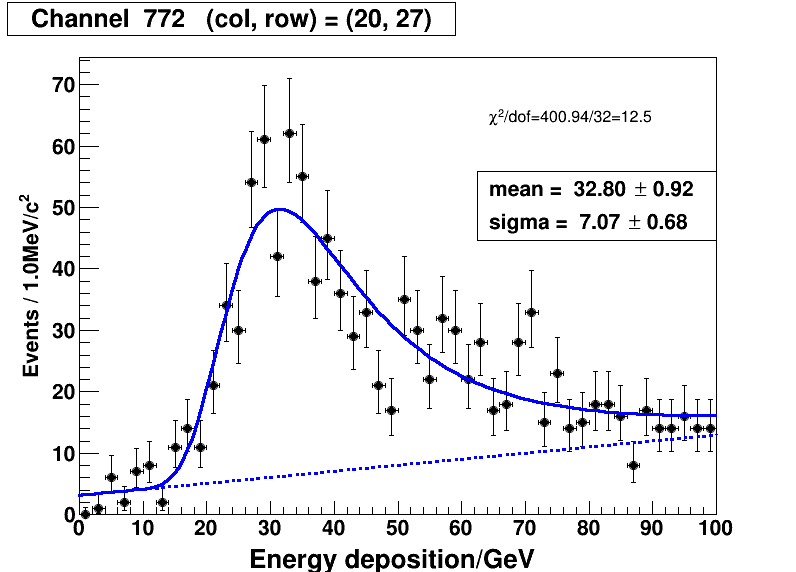 Channel 772 (col, row) = (20, 27)
χ²/dof=400.94/32=12.5
mean = 32.80 ± 0.92
sigma = 7.07 ± 0.68
Events / 1.0MeV/c²
70
60
50
40
30
20
10
0
0 10 20 30 40 50 60 70 80 90 100
Energy deposition/GeV